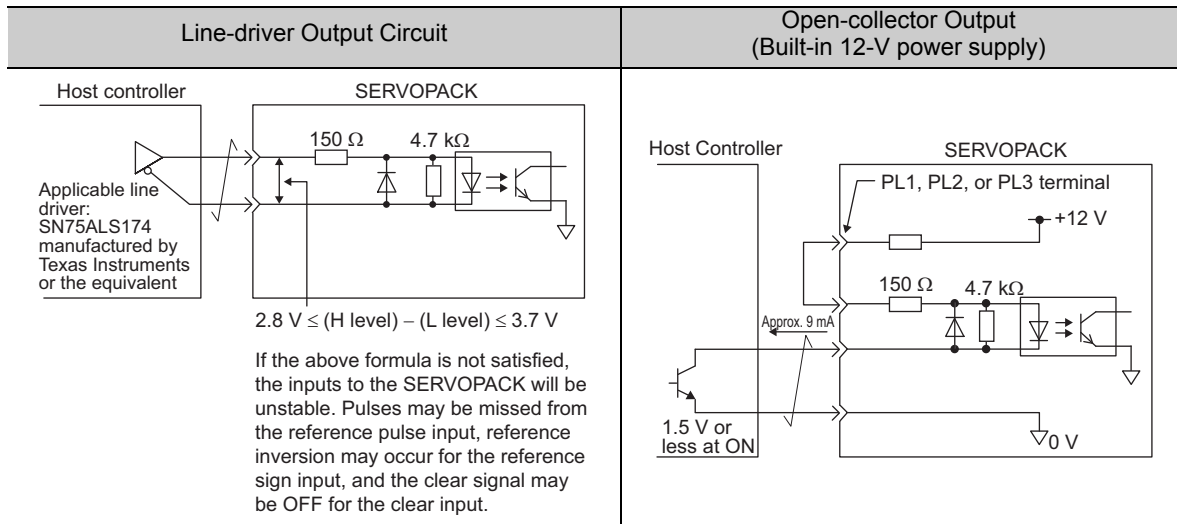 Line-driver Output Circuit
Open-collector Output
(Built-in 12-V power supply)
Host controller
SERVOPACK
150 Ω
4.7 kΩ
Applicable line
driver:
SN75ALS174
manufactured by
Texas Instruments
or the equivalent
2.8 V ≤ (H level) – (L level) ≤ 3.7 V
If the above formula is not satisfied,
the inputs to the SERVOPACK will be
unstable. Pulses may be missed from
the reference pulse input, reference
inversion may occur for the reference
sign input, and the clear signal may
be OFF for the clear input.
Host Controller
SERVOPACK
PL1, PL2, or PL3 terminal
+12 V
150 Ω
4.7 kΩ
Approx. 9 mA
1.5 V or
less at ON
0 V